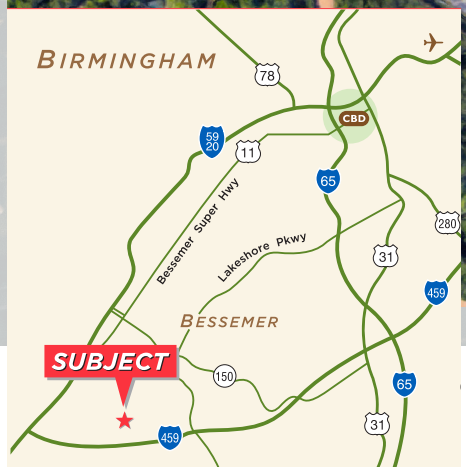 BIRMINGHAM
78
CBD
59
20
11
65
Bessemer Super Hwy
Lakeshore Pkwy
280
31
459
BESSEMER
SUBJECT
150
65
31
459